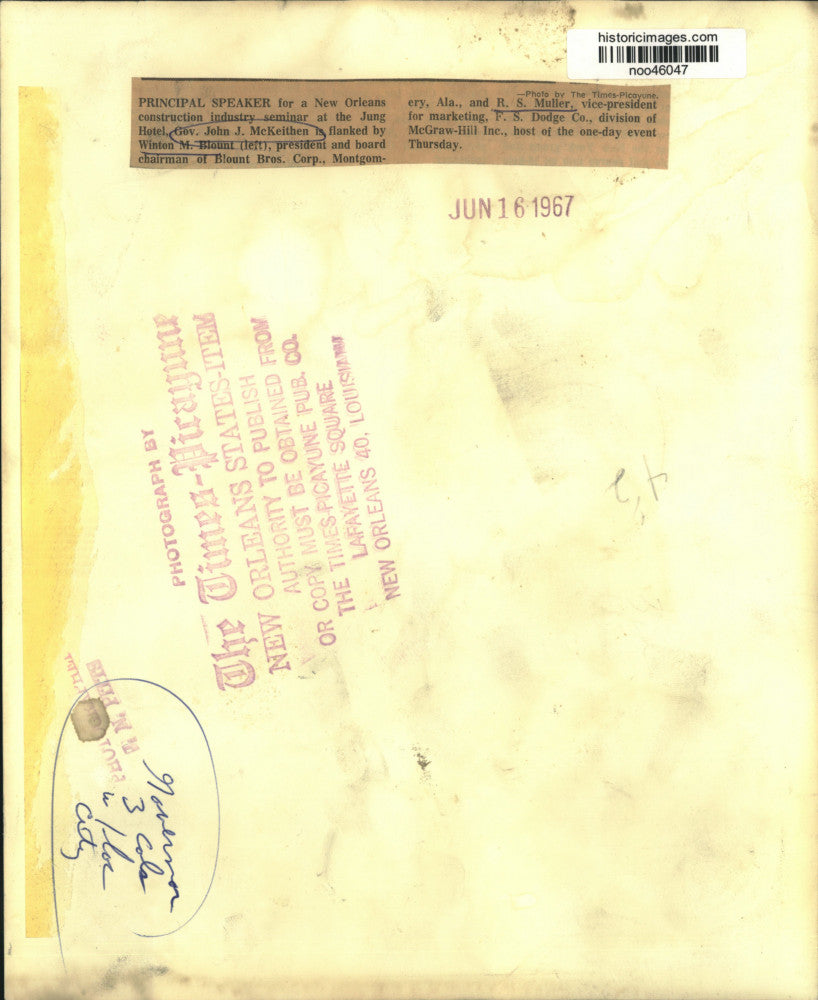 historicimages.com
noo46047
PRINCIPAL SPEAKER for a New Orleans
construction industry seminar at the Jung
Hotel, Gov. John J. McKeithen is flanked by
Winton M. Blount (left), president and board
chairman of Blount Bros. Corp., Montgom-
—Photo by The Times-Picayune.
ery, Ala., and R. S. Muller, vice-president
for marketing, F. S. Dodge Co., division of
McGraw-Hill Inc., host of the one-day event
Thursday.
JUN 16 1967
PHOTOGRAPH BY
The Times-Picayune
NEW ORLEANS STATES-ITEM
AUTHORITY TO PUBLISH
OR COPY MUST BE OBTAINED FROM
THE TIMES-PICAYUNE PUB. CO.
LAFAYETTE SQUARE
NEW ORLEANS 40, LOUISIANA
Governor
3 Cols
City